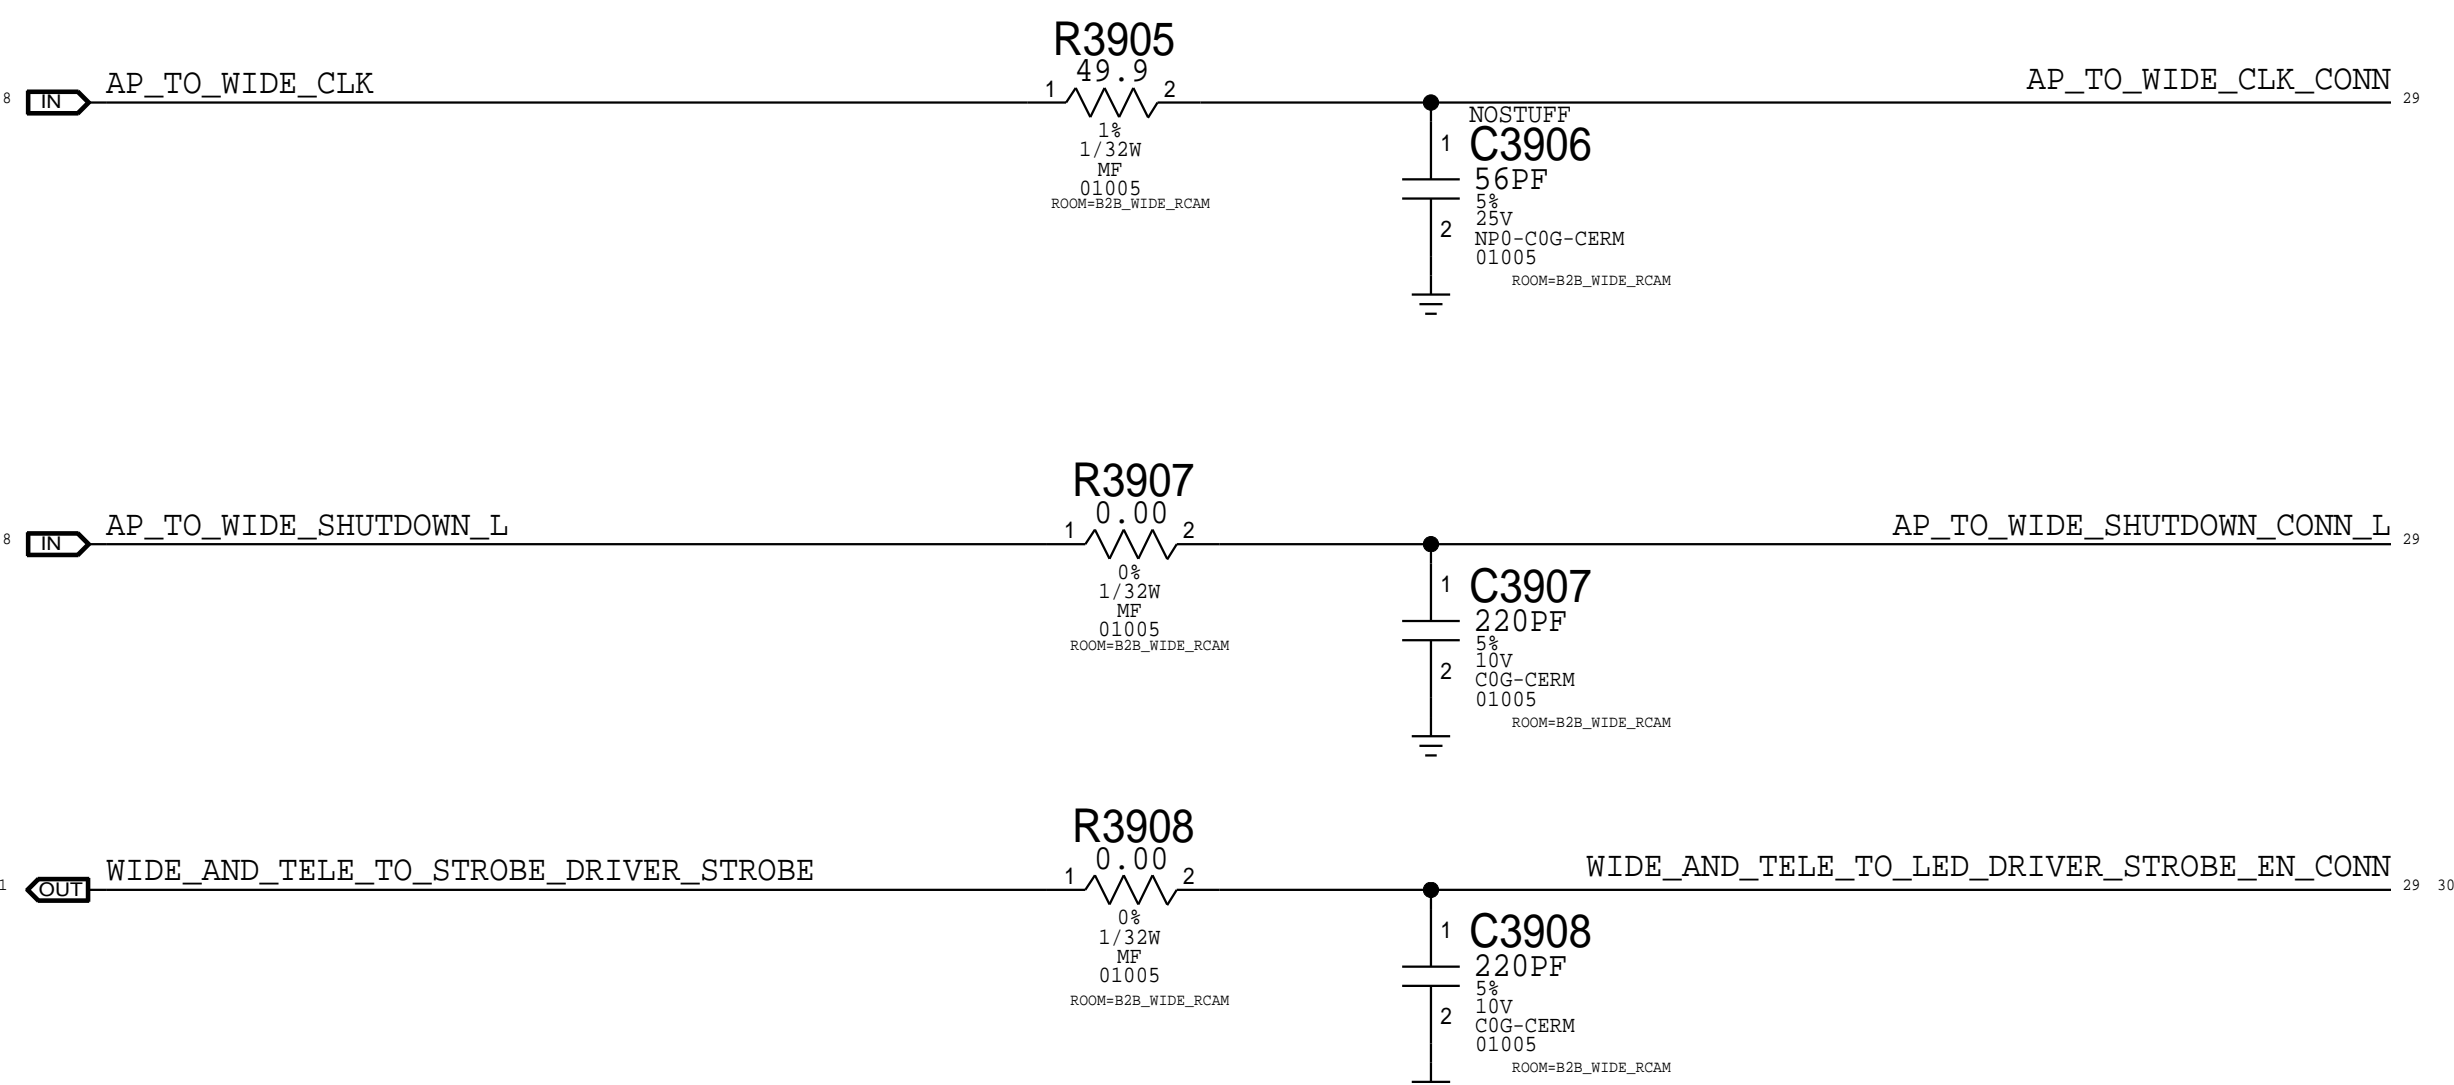 R3905
49.9
8 IN AP_TO_WIDE_CLK 1 2 AP_TO_WIDE_CLK_CONN 29
1%
1/32W
MF
01005
ROOM=B2B_WIDE_RCAM
NOSTUFF
1 C3906
56PF
5%
25V
2 NP0-C0G-CERM
01005
ROOM=B2B_WIDE_RCAM
R3907
0.00
8 IN AP_TO_WIDE_SHUTDOWN_L 1 2 AP_TO_WIDE_SHUTDOWN_CONN_L 29
0%
1/32W
MF
01005
ROOM=B2B_WIDE_RCAM
1 C3907
220PF
5%
10V
2 C0G-CERM
01005
ROOM=B2B_WIDE_RCAM
R3908
0.00
1 OUT WIDE_AND_TELE_TO_STROBE_DRIVER_STROBE 1 2 WIDE_AND_TELE_TO_LED_DRIVER_STROBE_EN_CONN 29 30
0%
1/32W
MF
01005
ROOM=B2B_WIDE_RCAM
1 C3908
220PF
5%
10V
2 C0G-CERM
01005
ROOM=B2B_WIDE_RCAM